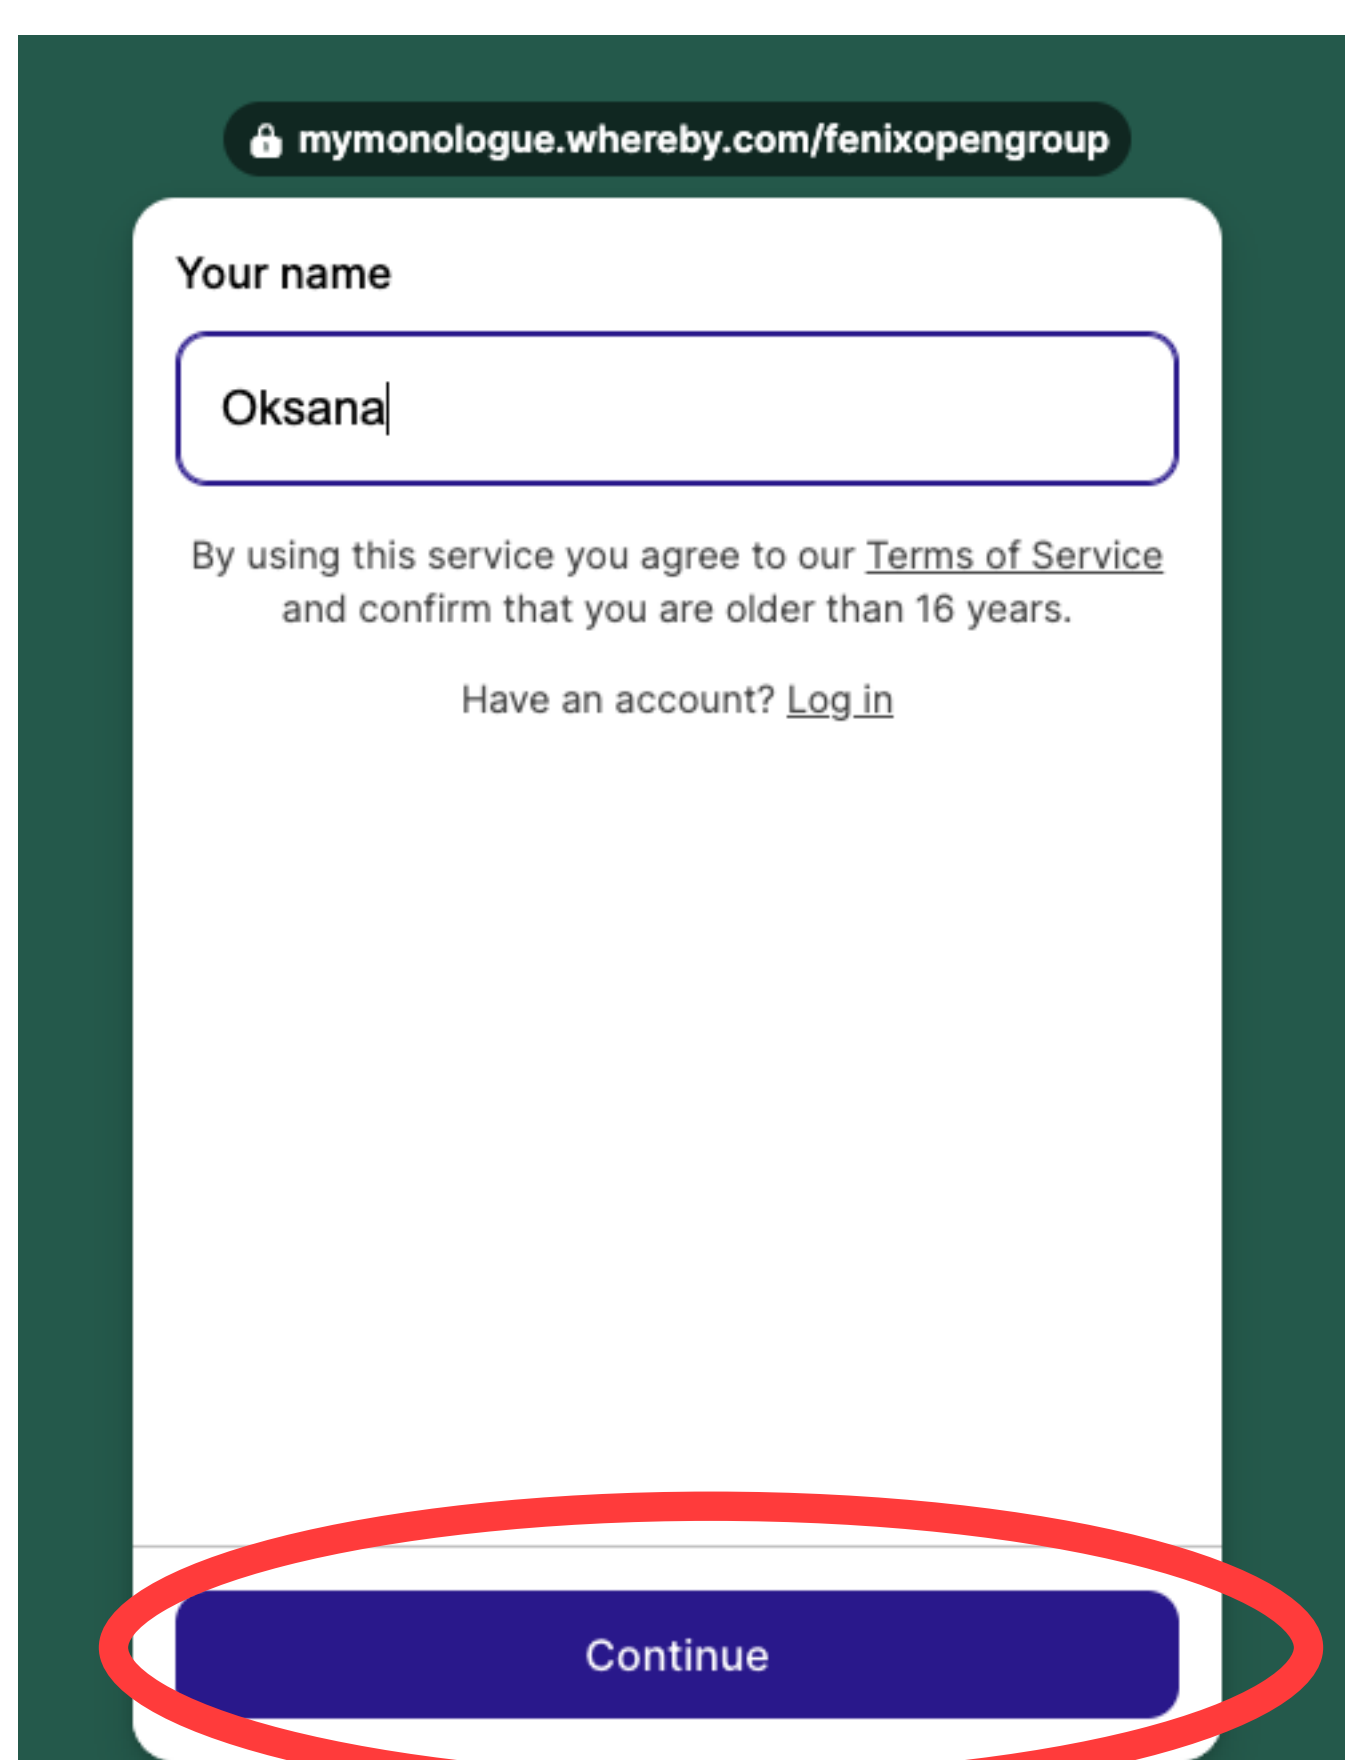 mymonologue.whereby.com/fenixopengroup
Your name
Oksana
By using this service you agree to our Terms of Service
and confirm that you are older than 16 years.
Have an account? Log in
Continue